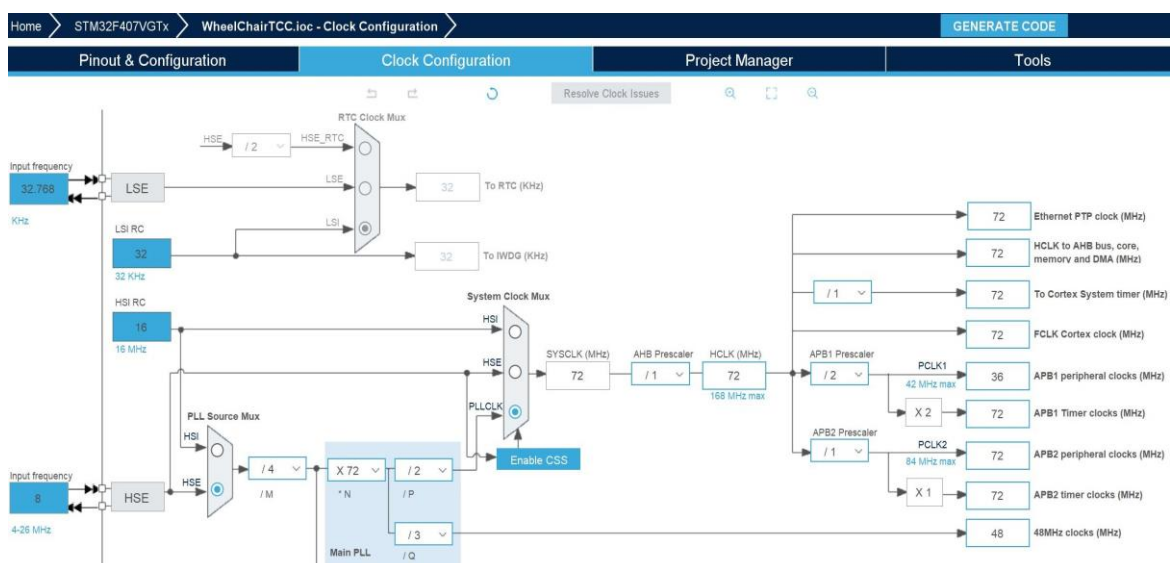 Home
STM32F407VGTx
WheelChairTCC.ioc - Clock Configuration
GENERATE CODE
Pinout & Configuration
Clock Configuration
Project Manager
Tools
Resolve Clock Issues
RTC Clock Mux
HSE
/ 2
HSE_RTC
Input frequency
32.768
KHz
LSE
LSE
32
To RTC (KHz)
LSI RC
32
32 KHz
LSI
32
To IWDG (KHz)
HSI RC
16
16 MHz
System Clock Mux
HSI
HSE
PLLCLK
SYSCLK (MHz)
72
AHB Prescaler
/ 1
HCLK (MHz)
72
168 MHz max
Enable CSS
PLL Source Mux
HSI
HSE
Input frequency
8
4-26 MHz
HSE
/ 4
/ M
X 72
* N
/ 2
/ P
/ 3
/ Q
Main PLL
72
Ethernet PTP clock (MHz)
72
HCLK to AHB bus, core,
memory and DMA (MHz)
/ 1
72
To Cortex System timer (MHz)
72
FCLK Cortex clock (MHz)
APB1 Prescaler
/ 2
PCLK1
42 MHz max
36
APB1 peripheral clocks (MHz)
X 2
72
APB1 Timer clocks (MHz)
APB2 Prescaler
/ 1
PCLK2
84 MHz max
72
APB2 peripheral clocks (MHz)
X 1
72
APB2 timer clocks (MHz)
48
48MHz clocks (MHz)